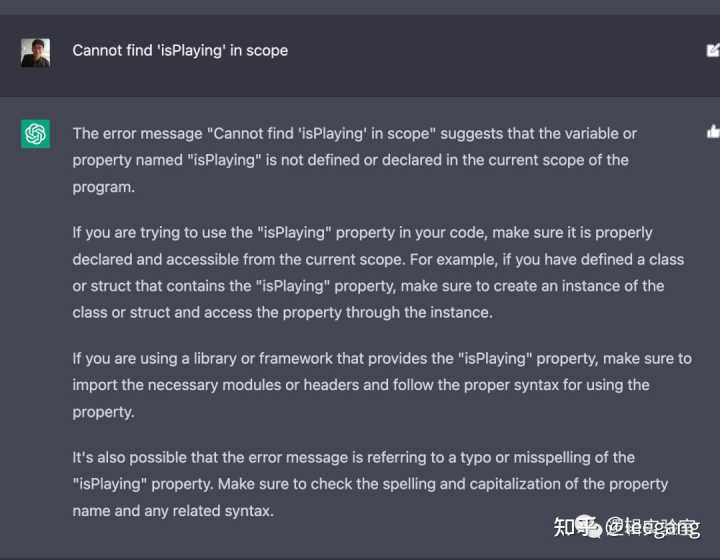 Cannot find 'isPlaying' in scope
The error message "Cannot find 'isPlaying' in scope" suggests that the variable or
property named "isPlaying" is not defined or declared in the current scope of the
program.
If you are trying to use the "isPlaying" property in your code, make sure it is properly
declared and accessible from the current scope. For example, if you have defined a class
or struct that contains the "isPlaying" property, make sure to create an instance of the
class or struct and access the property through the instance.
If you are using a library or framework that provides the "isPlaying" property, make sure to
import the necessary modules or headers and follow the proper syntax for using the
property.
It's also possible that the error message is referring to a typo or misspelling of the
"isPlaying" property. Make sure to check the spelling and capitalization of the property
name and any related syntax.
知乎